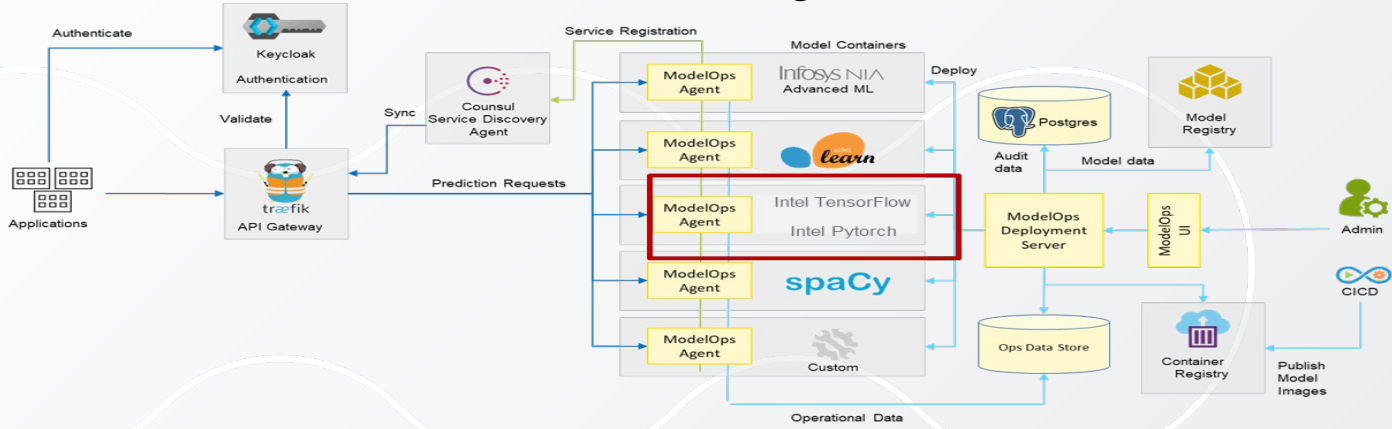 Authenticate
Keycloak
Authentication
Validate
Sync
Counsul
Service Discovery
Agent
Service Registration
Applications
træfik
API Gateway
Prediction Requests
Model Containers
ModelOps
Agent
Infosys NIA
Advanced ML
Deploy
ModelOps
Agent
learn
ModelOps
Agent
Intel TensorFlow
Intel Pytorch
ModelOps
Agent
spaCy
ModelOps
Agent
Custom
Operational Data
Postgres
Audit
data
Model data
Model
Registry
ModelOps
Deployment
Server
ModelOps
UI
Admin
CICD
Ops Data Store
Container
Registry
Publish
Model
Images